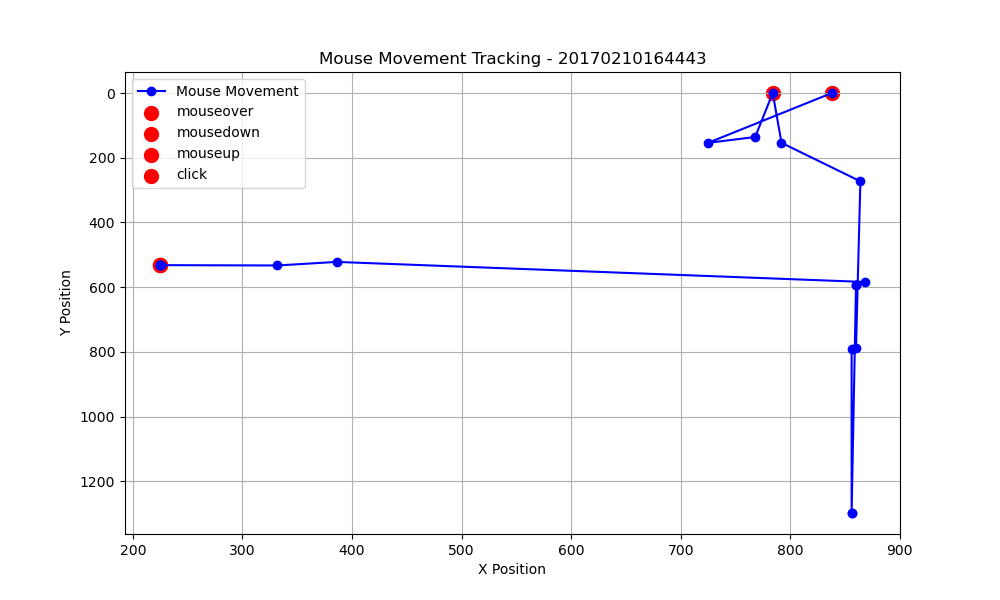 Mouse Movement Tracking - 20170210164443
Mouse Movement
mouseover
mousedown
mouseup
click
0
200
400
600
800
1000
1200
Y Position
200 300 400 500 600 700 800 900
X Position